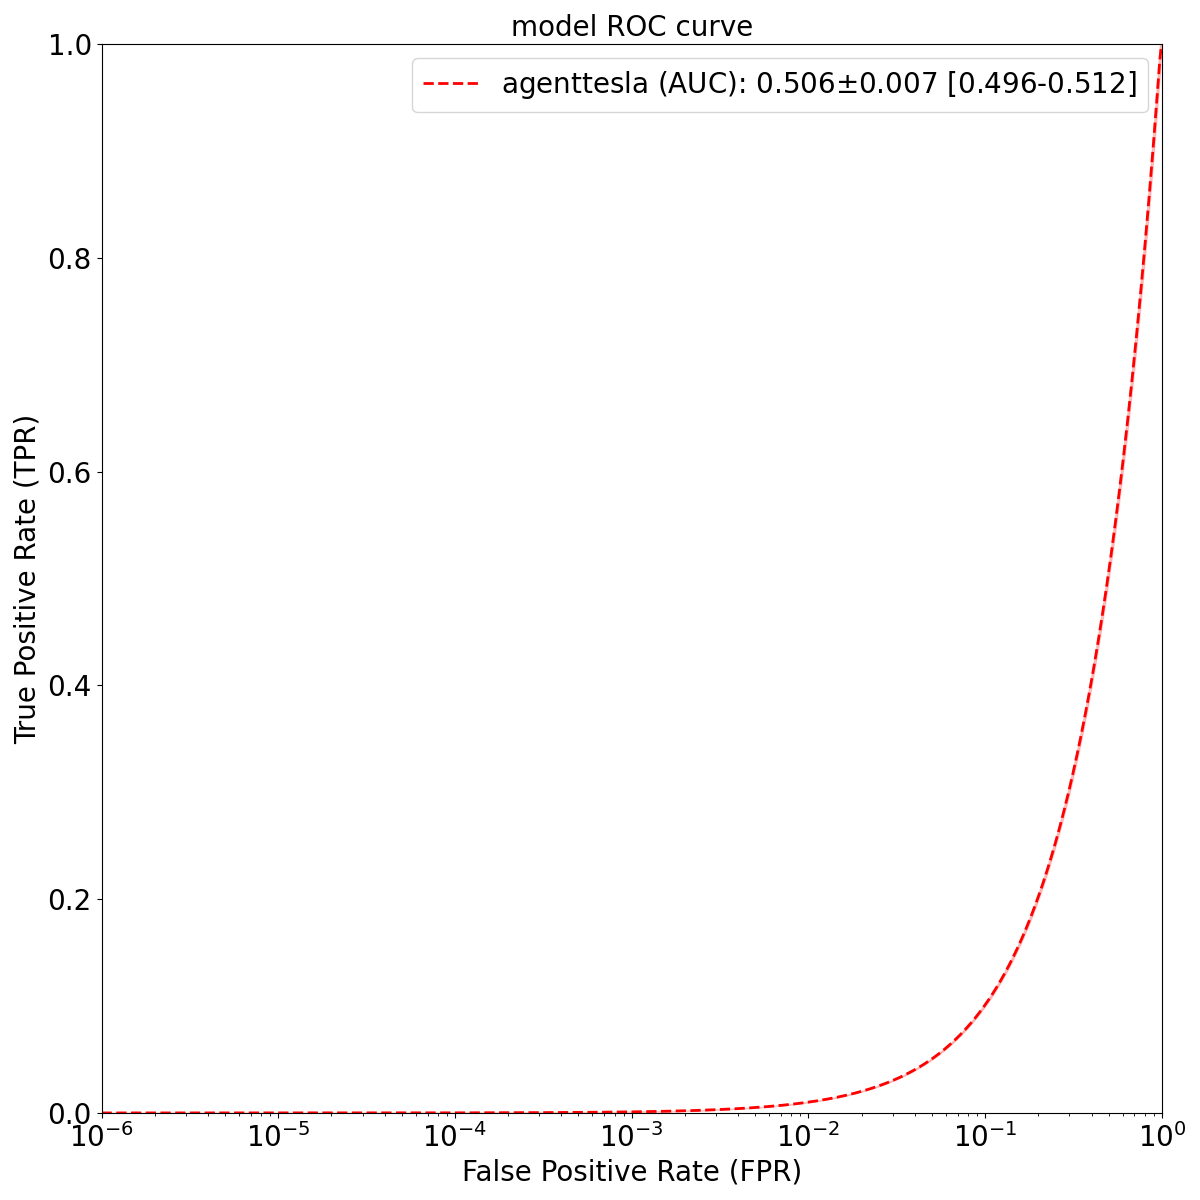 model ROC curve
agenttesla (AUC): 0.506±0.007 [0.496-0.512]
True Positive Rate (TPR)
1.0
0.8
0.6
0.4
0.2
0.0
10⁻⁶ 10⁻⁵ 10⁻⁴ 10⁻³ 10⁻² 10⁻¹ 10⁰
False Positive Rate (FPR)